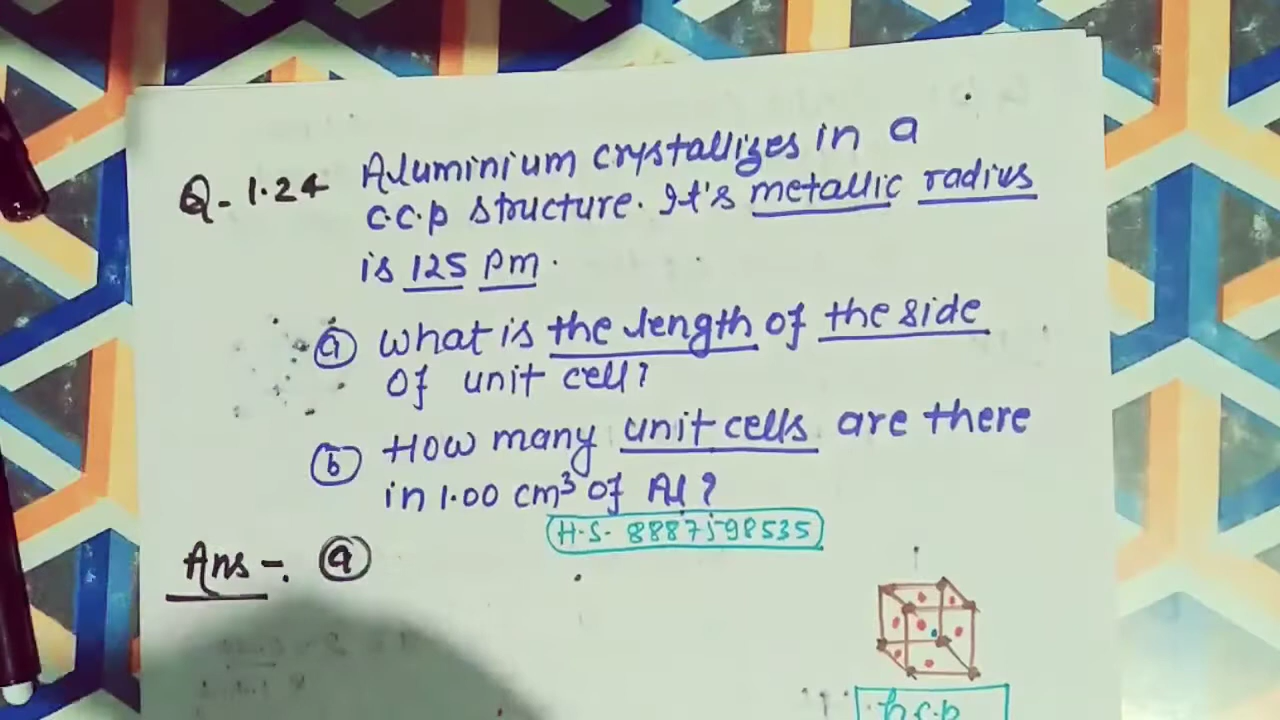 Q-1.24 Aluminium crystallizes in a
c.c.p structure. It's metallic radius
is 125 pm.
(a) What is the length of the side
of unit cell?
(b) How many unit cells are there
in 1.00 cm³ of Al?
H.S-
Ans-. (a)
h.c.p